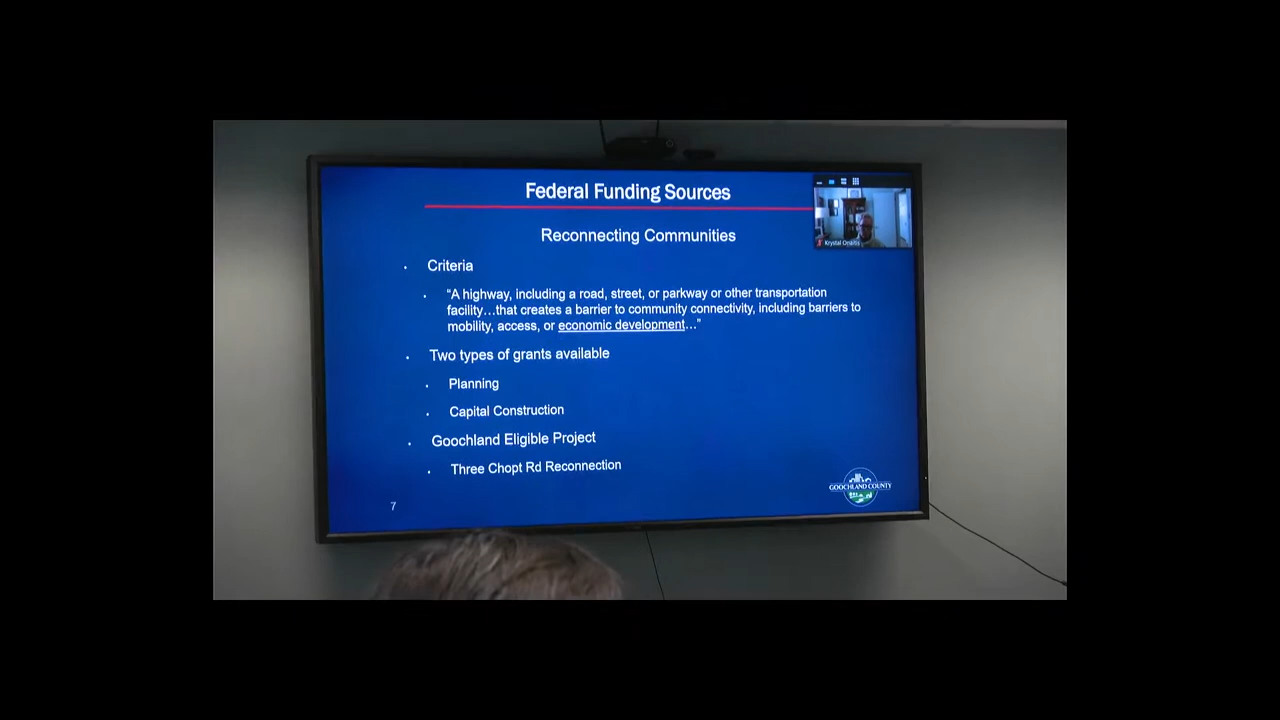 Federal Funding Sources
Reconnecting Communities
Krystal
• Criteria
• “A highway, including a road, street, or parkway or other transportation
facility…that creates a barrier to community connectivity, including barriers to
mobility, access, or economic development…”
• Two types of grants available
• Planning
• Capital Construction
• Goochland Eligible Project
• Three Chopt Rd Reconnection
GOOCHLAND COUNTY
7